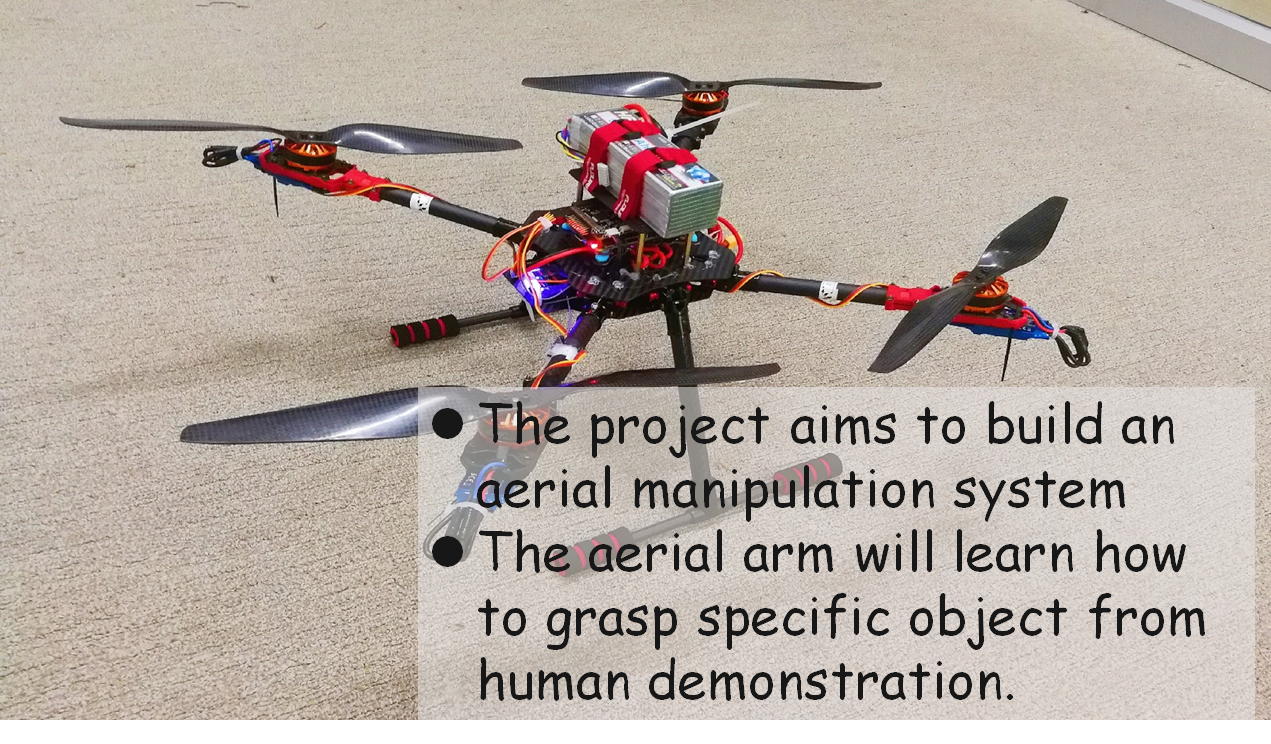 ● The project aims to build an
aerial manipulation system
● The aerial arm will learn how
to grasp specific object from
human demonstration.